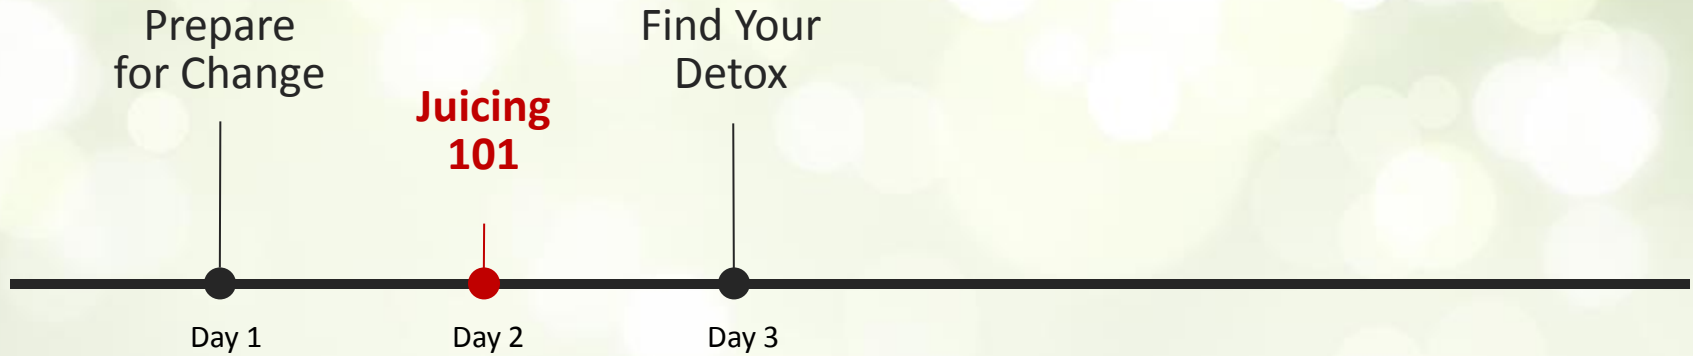 Prepare
for Change
Juicing
101
Find Your
Detox
Day 1
Day 2
Day 3